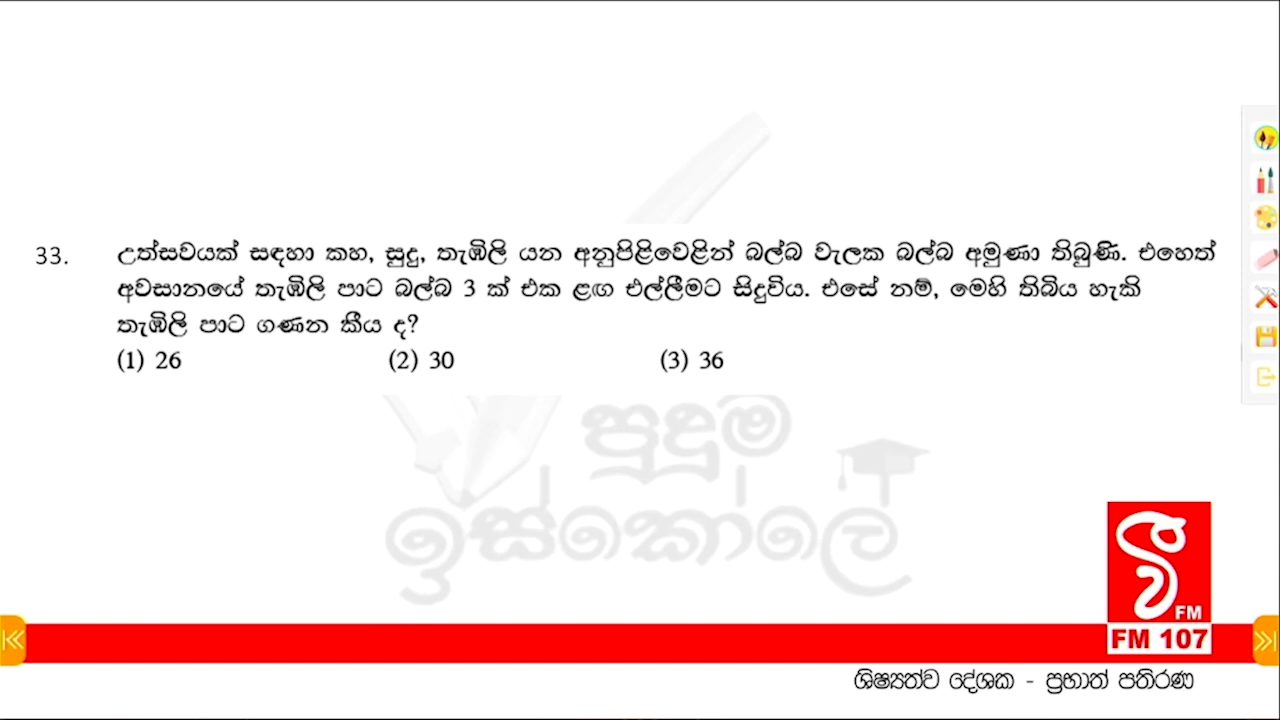 33. උත්සවයක් සඳහා කහ, සුදු, තැඹිලි යන අනුපිළිවෙළින් බල්බ වැලක බල්බ අමුණා තිබුණි. එහෙත්
අවසානයේ තැඹිලි පාට බල්බ 3 ක් එක ළඟ එල්ලීමට සිදුවිය. එසේ නම්, මෙහි තිබිය හැකි
තැඹිලි පාට ගණන කීය ද?
(1) 26 (2) 30 (3) 36
පුදුම
ඉස්කෝලේ
වී FM
FM 107
ශිෂ්‍යත්ව දේශක - ප්‍රභාත් පතිරණ